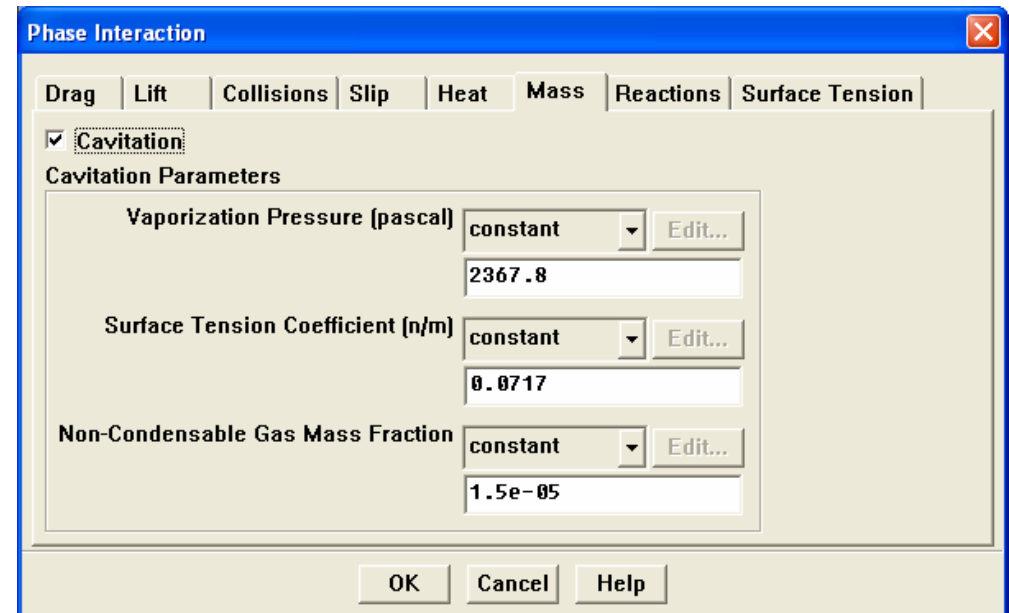 Phase Interaction
Drag Lift Collisions Slip Heat Mass Reactions Surface Tension
Cavitation
Cavitation Parameters
Vaporization Pressure (pascal) constant Edit...
2367.8
Surface Tension Coefficient (n/m) constant Edit...
0.0717
Non-Condensable Gas Mass Fraction constant Edit...
1.5e-05
OK Cancel Help